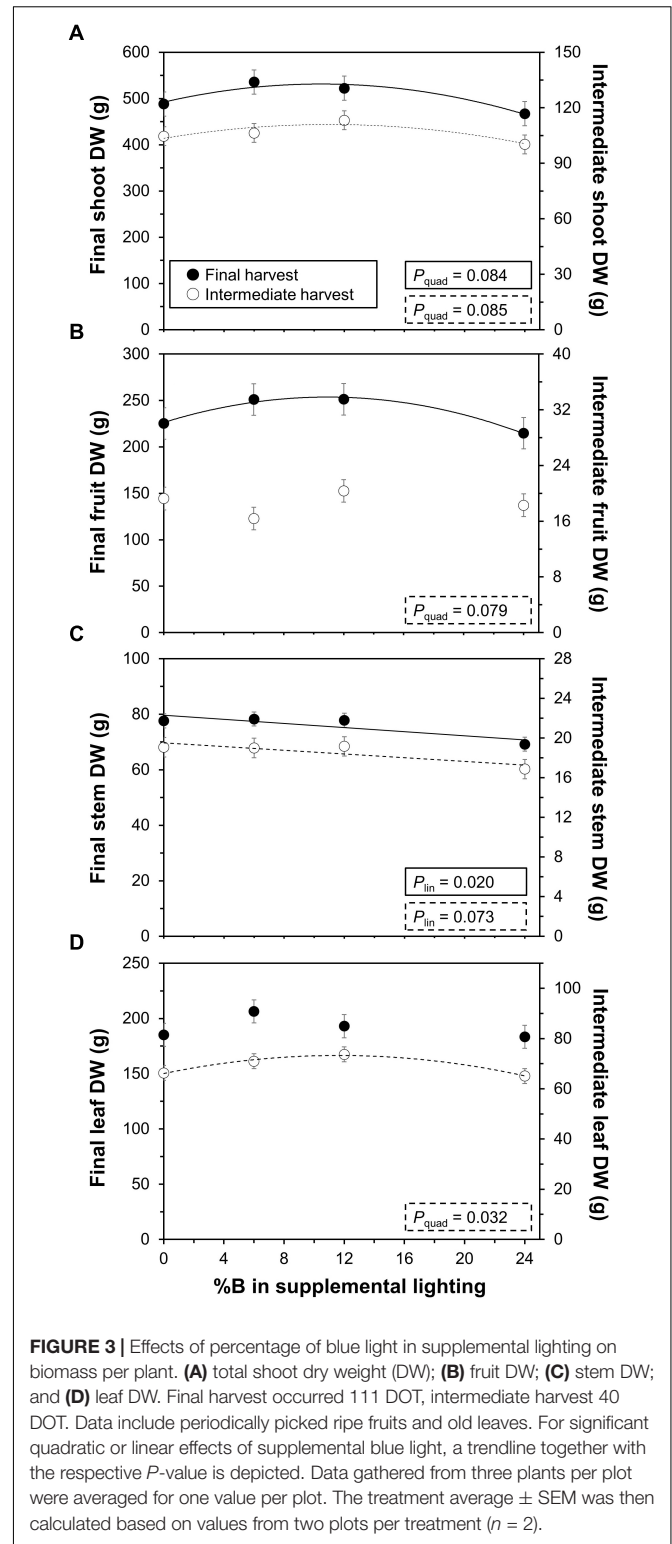 A
600
500
400
300
200
100
0
Final shoot DW (g)
150
120
90
60
30
0
Intermediate shoot DW (g)
Final harvest
Intermediate harvest
Pquad = 0.084
Pquad = 0.085
B
300
250
200
150
100
50
0
Final fruit DW (g)
40
32
24
16
8
0
Intermediate fruit DW (g)
Pquad = 0.079
C
100
80
60
40
20
0
Final stem DW (g)
28
24
20
16
12
8
4
0
Intermediate stem DW (g)
Plin = 0.020
Plin = 0.073
D
250
200
150
100
50
0
Final leaf DW (g)
100
80
60
40
20
0
Intermediate leaf DW (g)
Pquad = 0.032
0 4 8 12 16 20 24
%B in supplemental lighting
FIGURE 3 | Effects of percentage of blue light in supplemental lighting on
biomass per plant. (A) total shoot dry weight (DW); (B) fruit DW; (C) stem DW;
and (D) leaf DW. Final harvest occurred 111 DOT, intermediate harvest 40
DOT. Data include periodically picked ripe fruits and old leaves. For significant
quadratic or linear effects of supplemental blue light, a trendline together with
the respective P-value is depicted. Data gathered from three plants per plot
were averaged for one value per plot. The treatment average ± SEM was then
calculated based on values from two plots per treatment (n = 2).